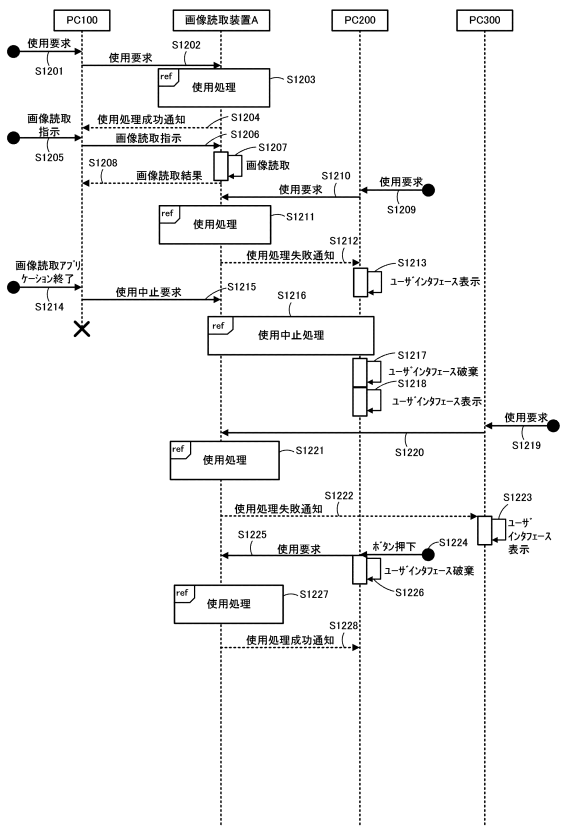 PC100
画像読取装置A
PC200
PC300
使用要求
S1201
使用要求
S1202
ref
使用処理
S1203
使用処理成功通知
S1204
画像読取
指示
S1205
画像読取指示
S1206
S1207
画像読取
S1208
画像読取結果
使用要求
S1209
S1210
使用要求
ref
使用処理
S1211
使用処理失敗通知
S1212
S1213
ユーザインタフェース表示
画像読取アプリ
ケーション終了
S1214
使用中止要求
S1215
S1216
ref
使用中止処理
S1217
ユーザインタフェース破棄
S1218
ユーザインタフェース表示
使用要求
S1219
S1220
ref
使用処理
S1221
使用処理失敗通知
S1222
S1223
ユーザ
インタフェース
表示
ボタン押下
S1224
S1225
使用要求
ユーザインタフェース破棄
S1226
ref
使用処理
S1227
使用処理成功通知
S1228